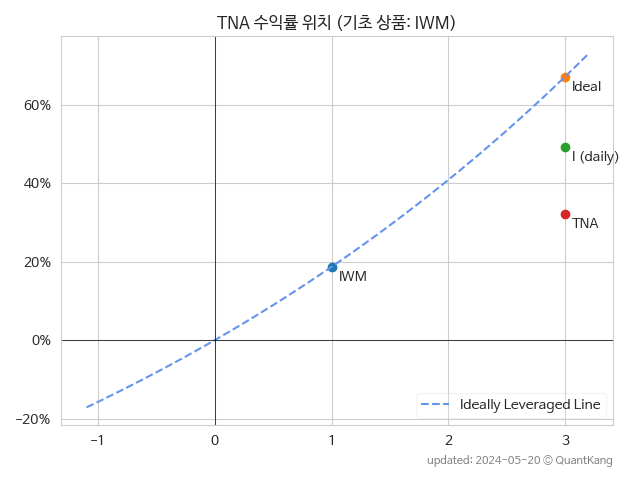 TNA 수익률 위치 (기초 상품: IWM)
60%
40%
20%
0%
−20%
Ideal
I (daily)
TNA
IWM
Ideally Leveraged Line
−1
0
1
2
3
updated: 2024-05-20 © QuantKang